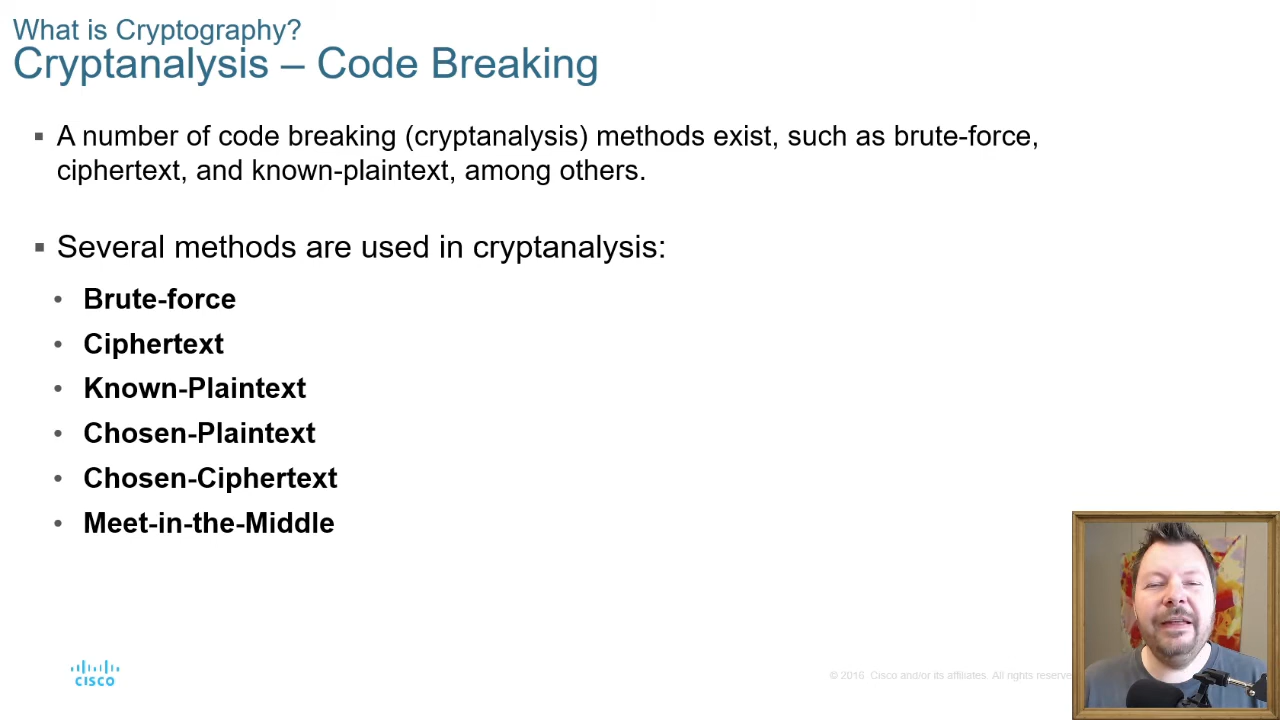 What is Cryptography?
Cryptanalysis – Code Breaking
▪ A number of code breaking (cryptanalysis) methods exist, such as brute-force,
ciphertext, and known-plaintext, among others.
▪ Several methods are used in cryptanalysis:
• Brute-force
• Ciphertext
• Known-Plaintext
• Chosen-Plaintext
• Chosen-Ciphertext
• Meet-in-the-Middle
CISCO
© 2016 Cisco and/or its affiliates. All rights reserve